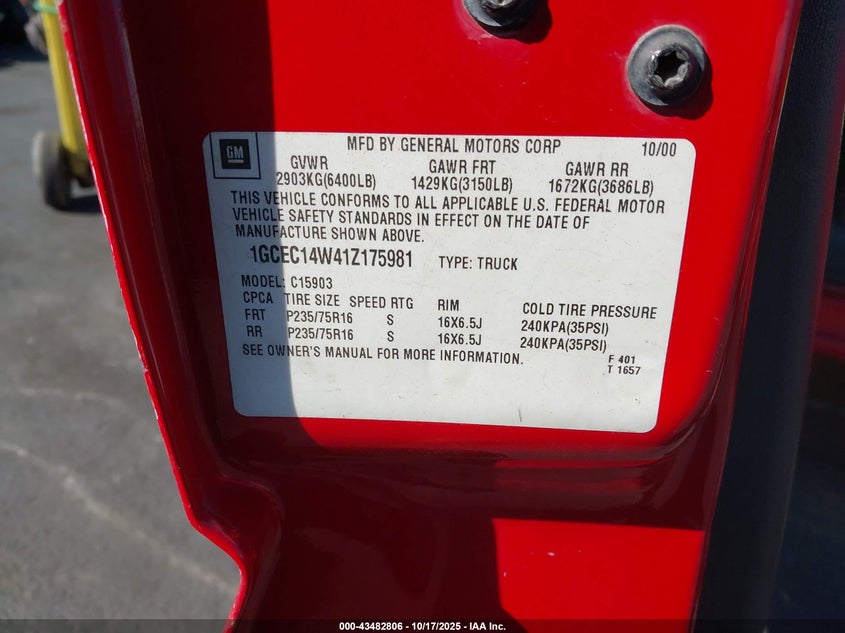 MFD BY GENERAL MOTORS CORP 10/00
GM
GVWR GAWR FRT GAWR RR
2903KG(6400LB) 1429KG(3150LB) 1672KG(3686LB)
THIS VEHICLE CONFORMS TO ALL APPLICABLE U.S. FEDERAL MOTOR
VEHICLE SAFETY STANDARDS IN EFFECT ON THE DATE OF
MANUFACTURE SHOWN ABOVE.
1GCEC14W41Z175981 TYPE: TRUCK
MODEL: C15903
CPCA TIRE SIZE SPEED RTG RIM COLD TIRE PRESSURE
FRT P235/75R16 S 16X6.5J 240KPA(35PSI)
RR P235/75R16 S 16X6.5J 240KPA(35PSI)
SEE OWNER'S MANUAL FOR MORE INFORMATION.
F 401
T 1657
000-43482806 - 10/17/2025 - IAA Inc.